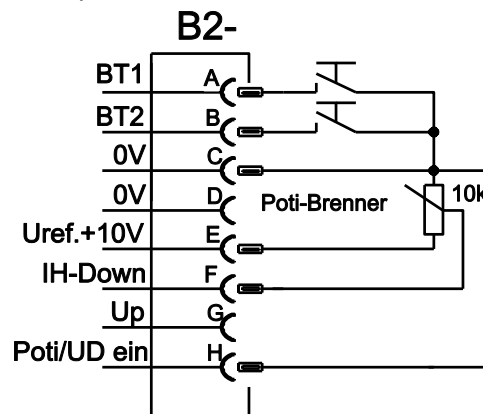 B2-
BT1 A
BT2 B
0V C
0V D Poti-Brenner 10k
Uref.+10V E
IH-Down F
Up G
Poti/UD ein H